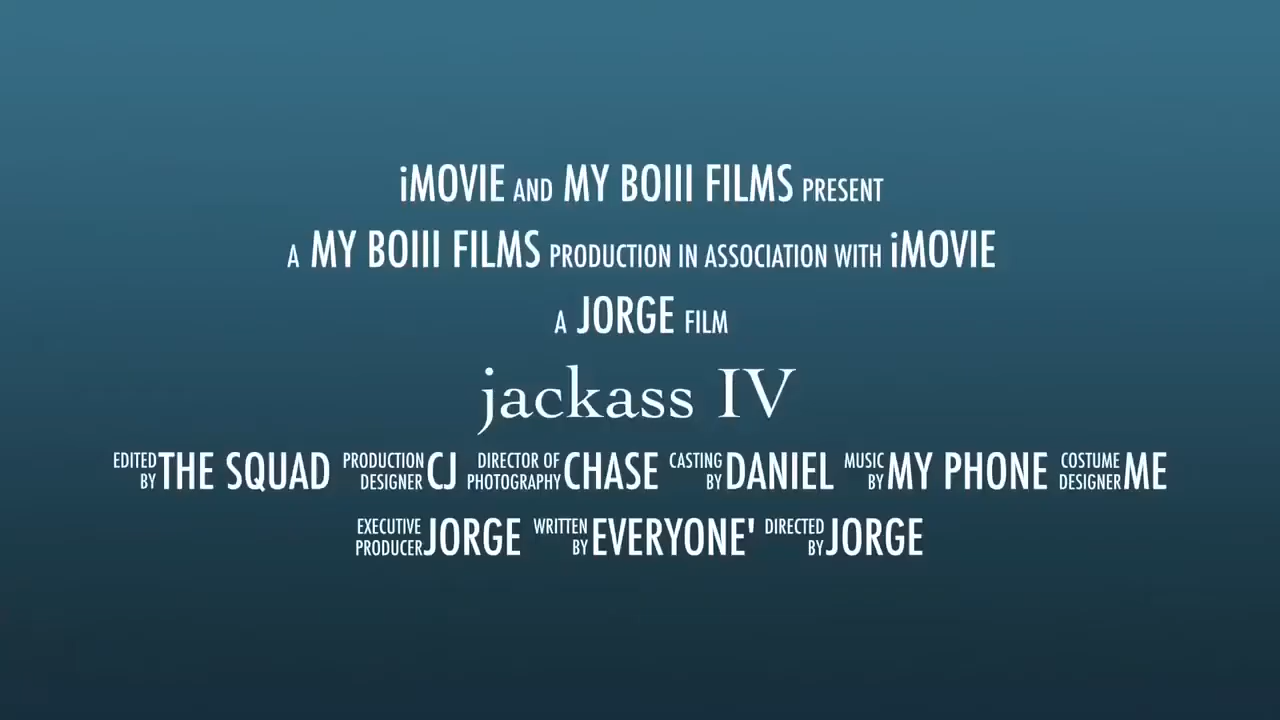 iMOVIE AND MY BOIII FILMS PRESENT
A MY BOIII FILMS PRODUCTION IN ASSOCIATION WITH iMOVIE
A JORGE FILM
jackass IV
EDITED BY THE SQUAD PRODUCTION DESIGNER CJ DIRECTOR OF PHOTOGRAPHY CHASE CASTING BY DANIEL MUSIC BY MY PHONE COSTUME DESIGNER ME
EXECUTIVE PRODUCER JORGE WRITTEN BY EVERYONE' DIRECTED BY JORGE